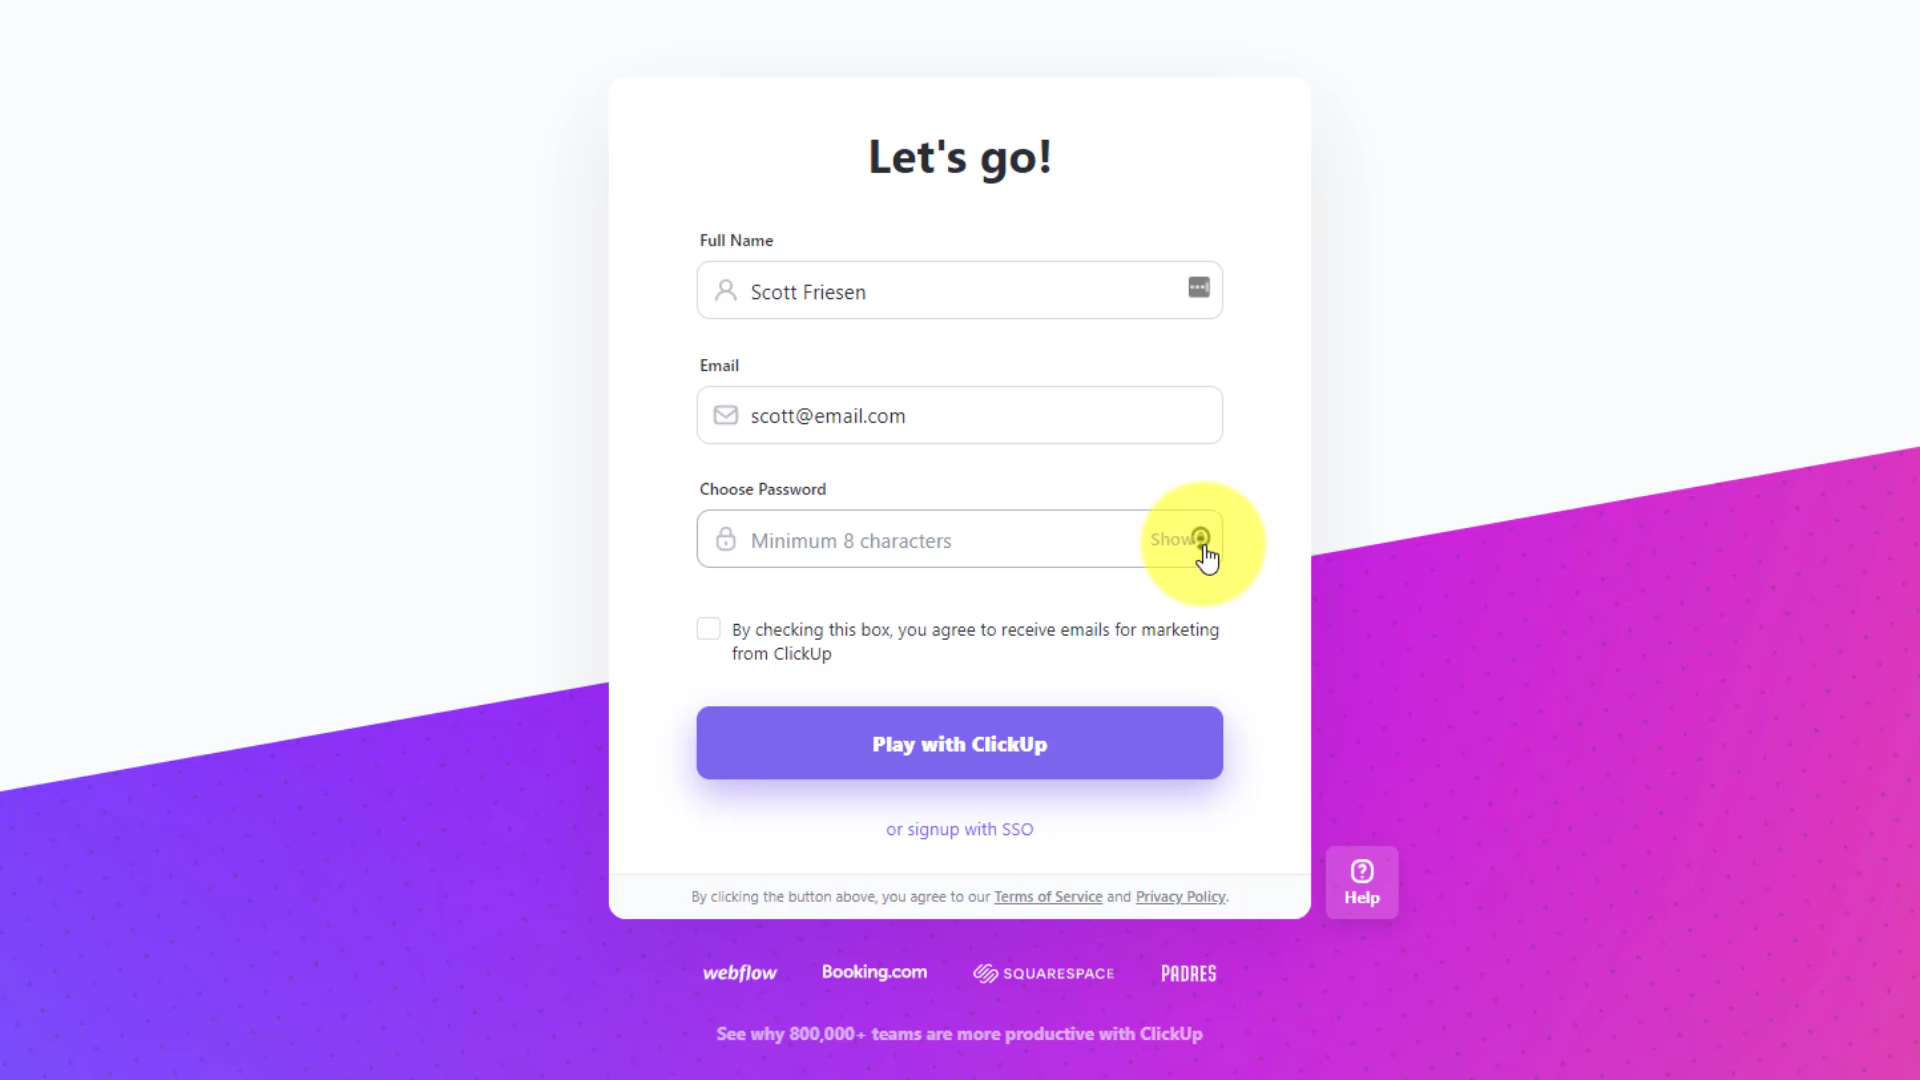 Let's go!
Full Name
Scott Friesen
Email
scott@email.com
Choose Password
Minimum 8 characters
Show
By checking this box, you agree to receive emails for marketing
from ClickUp
Play with ClickUp
or signup with SSO
By clicking the button above, you agree to our Terms of Service and Privacy Policy.
Help
webflow Booking.com SQUARESPACE PADRES
See why 800,000+ teams are more productive with ClickUp